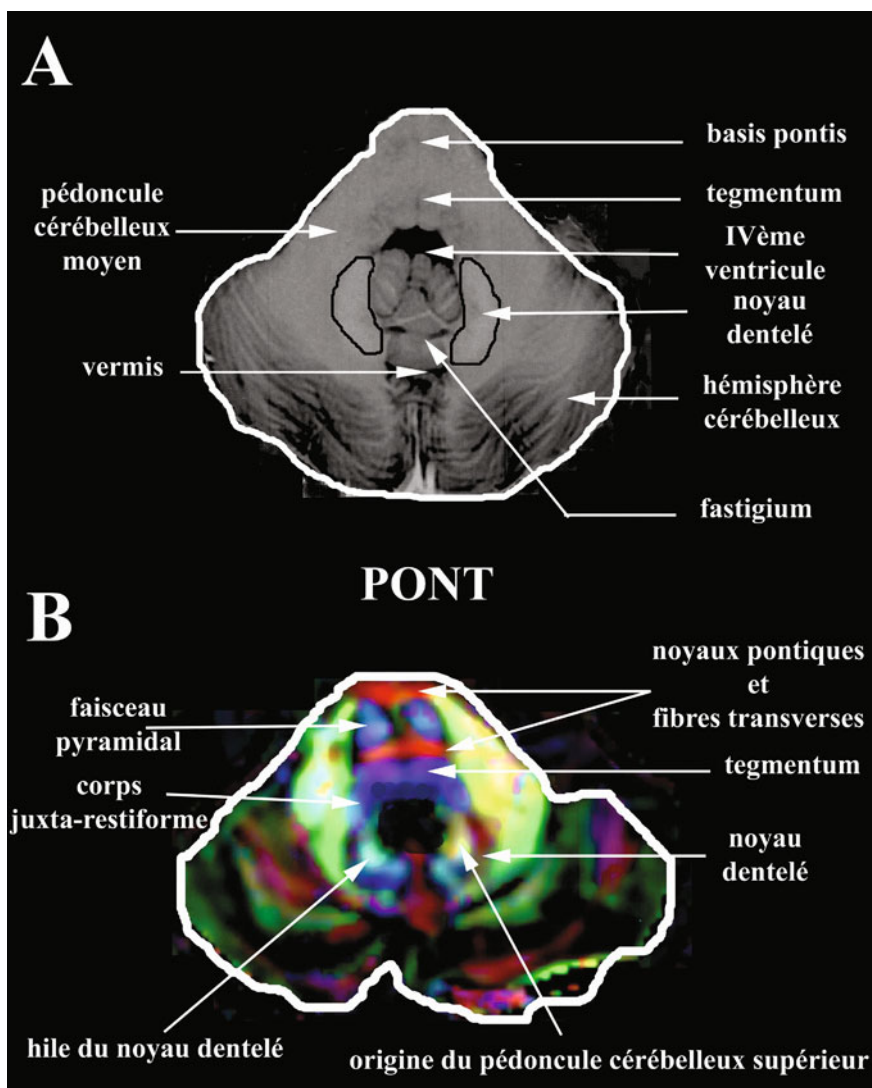 A
basis pontis
pédoncule
cérébelleux
moyen
tegmentum
IVème
ventricule
noyau
dentelé
vermis
hémisphère
cérébelleux
fastigium
PONT
B
noyaux pontiques
et
fibres transverses
faisceau
pyramidal
tegmentum
corps
juxta-restiforme
noyau
dentelé
hile du noyau dentelé
origine du pédoncule cérébelleux supérieur